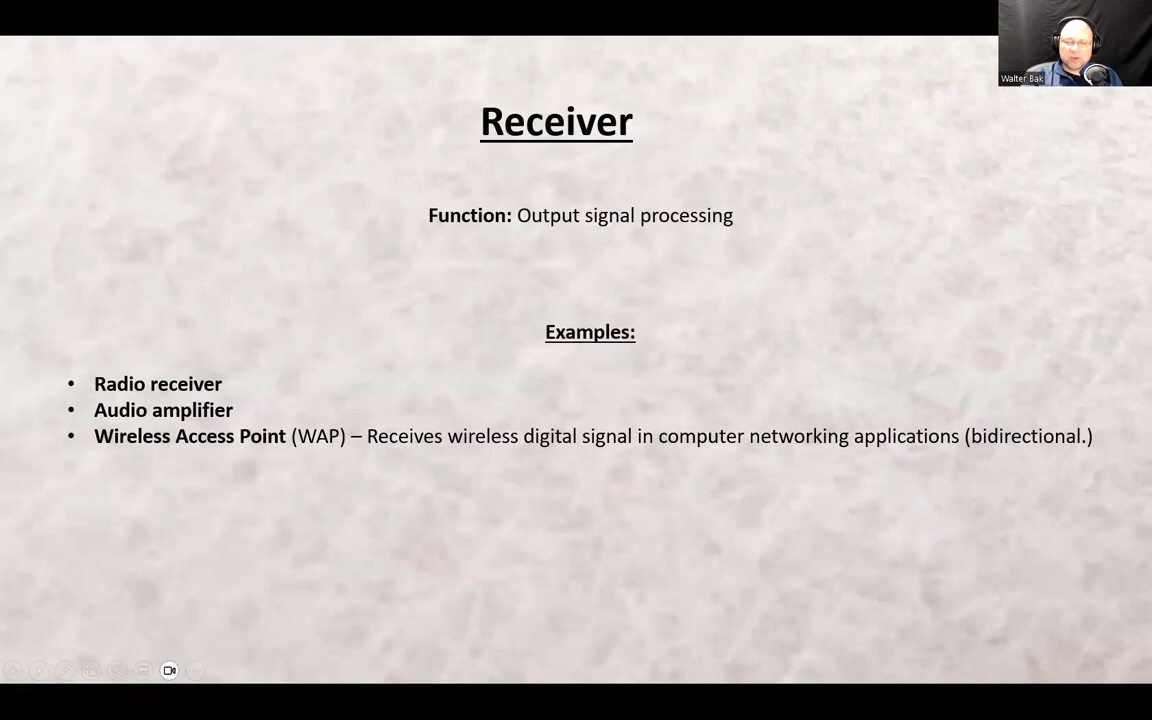 Walter Bak
Receiver
Function: Output signal processing
Examples:
• Radio receiver
• Audio amplifier
• Wireless Access Point (WAP) – Receives wireless digital signal in computer networking applications (bidirectional.)